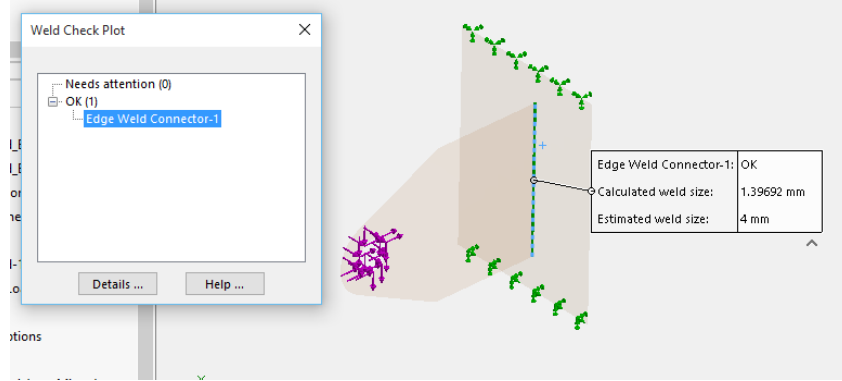 Weld Check Plot
Needs attention (0)
OK (1)
Edge Weld Connector-1
Details ...
Help ...
Edge Weld Connector-1: OK
Calculated weld size: 1.39692 mm
Estimated weld size: 4 mm